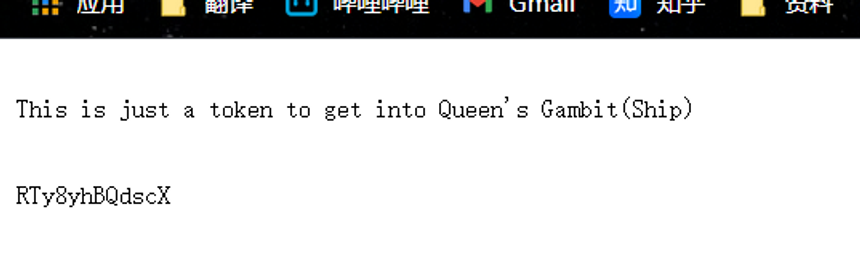 应用 翻译 哔哩哔哩 Gmail 知 知乎 资料
This is just a token to get into Queen's Gambit(Ship)
RTy8yhBQdscX